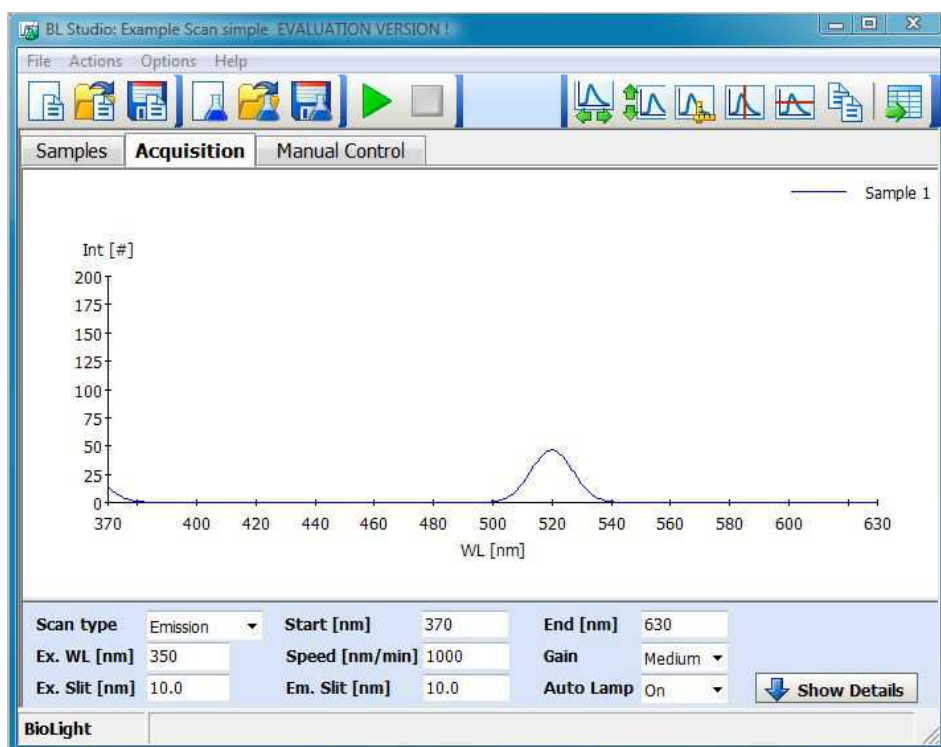 BL Studio: Example Scan simple EVALUATION VERSION !
File Actions Options Help
Samples Acquisition Manual Control
Sample 1
Int [#]
200
175
150
125
100
75
50
25
0
370 400 420 440 460 480 500 520 540 560 580 600 630
WL [nm]
Scan type Emission Start [nm] 370 End [nm] 630
Ex. WL [nm] 350 Speed [nm/min] 1000 Gain Medium
Ex. Slit [nm] 10.0 Em. Slit [nm] 10.0 Auto Lamp On Show Details
BioLight